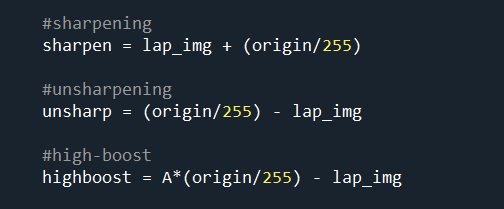 #sharpening
sharpen = lap_img + (origin/255)
#unsharpening
unsharp = (origin/255) - lap_img
#high-boost
highboost = A*(origin/255) - lap_img